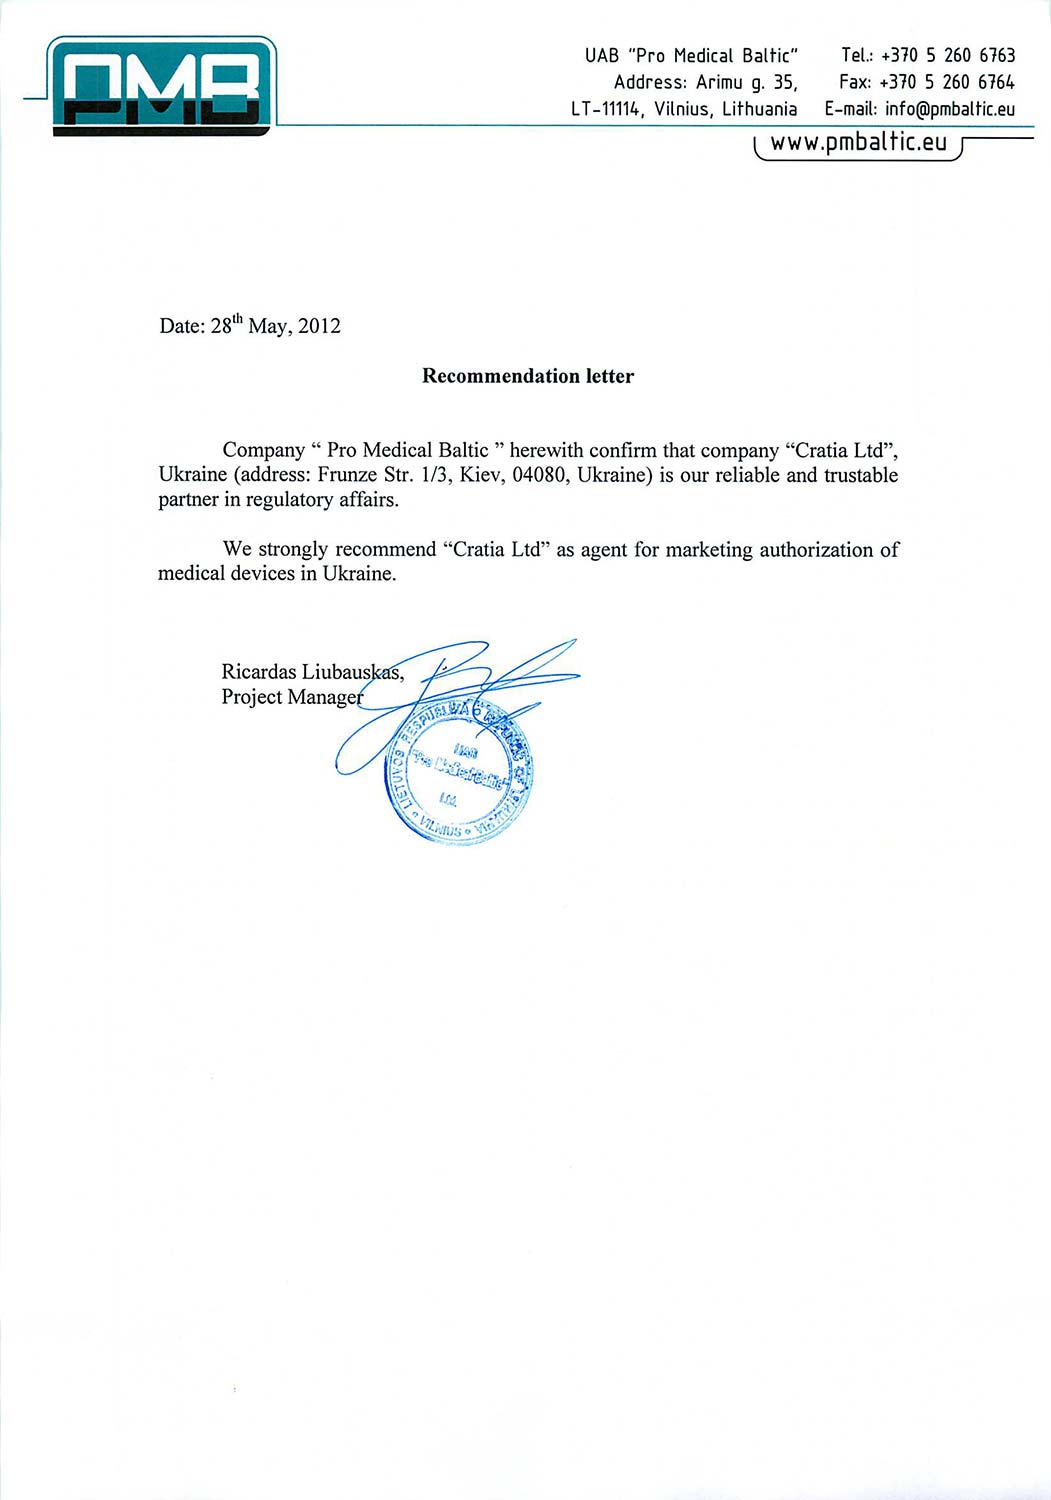 PMB
UAB "Pro Medical Baltic"
Address: Arimu g. 35,
LT-11114, Vilnius, Lithuania
Tel.: +370 5 260 6763
Fax: +370 5 260 6764
E-mail: info@pmbaltic.eu
www.pmbaltic.eu
Date: 28th May, 2012
Recommendation letter
Company “ Pro Medical Baltic ” herewith confirm that company “Cratia Ltd”,
Ukraine (address: Frunze Str. 1/3, Kiev, 04080, Ukraine) is our reliable and trustable
partner in regulatory affairs.
We strongly recommend “Cratia Ltd” as agent for marketing authorization of
medical devices in Ukraine.
Ricardas Liubauskas,
Project Manager
LIETUVOS RESPUBLIKA • REPUBLIC OF LITHUANIA • VILNIUS •
UAB
"Pro Medical Baltic"
Ltd.